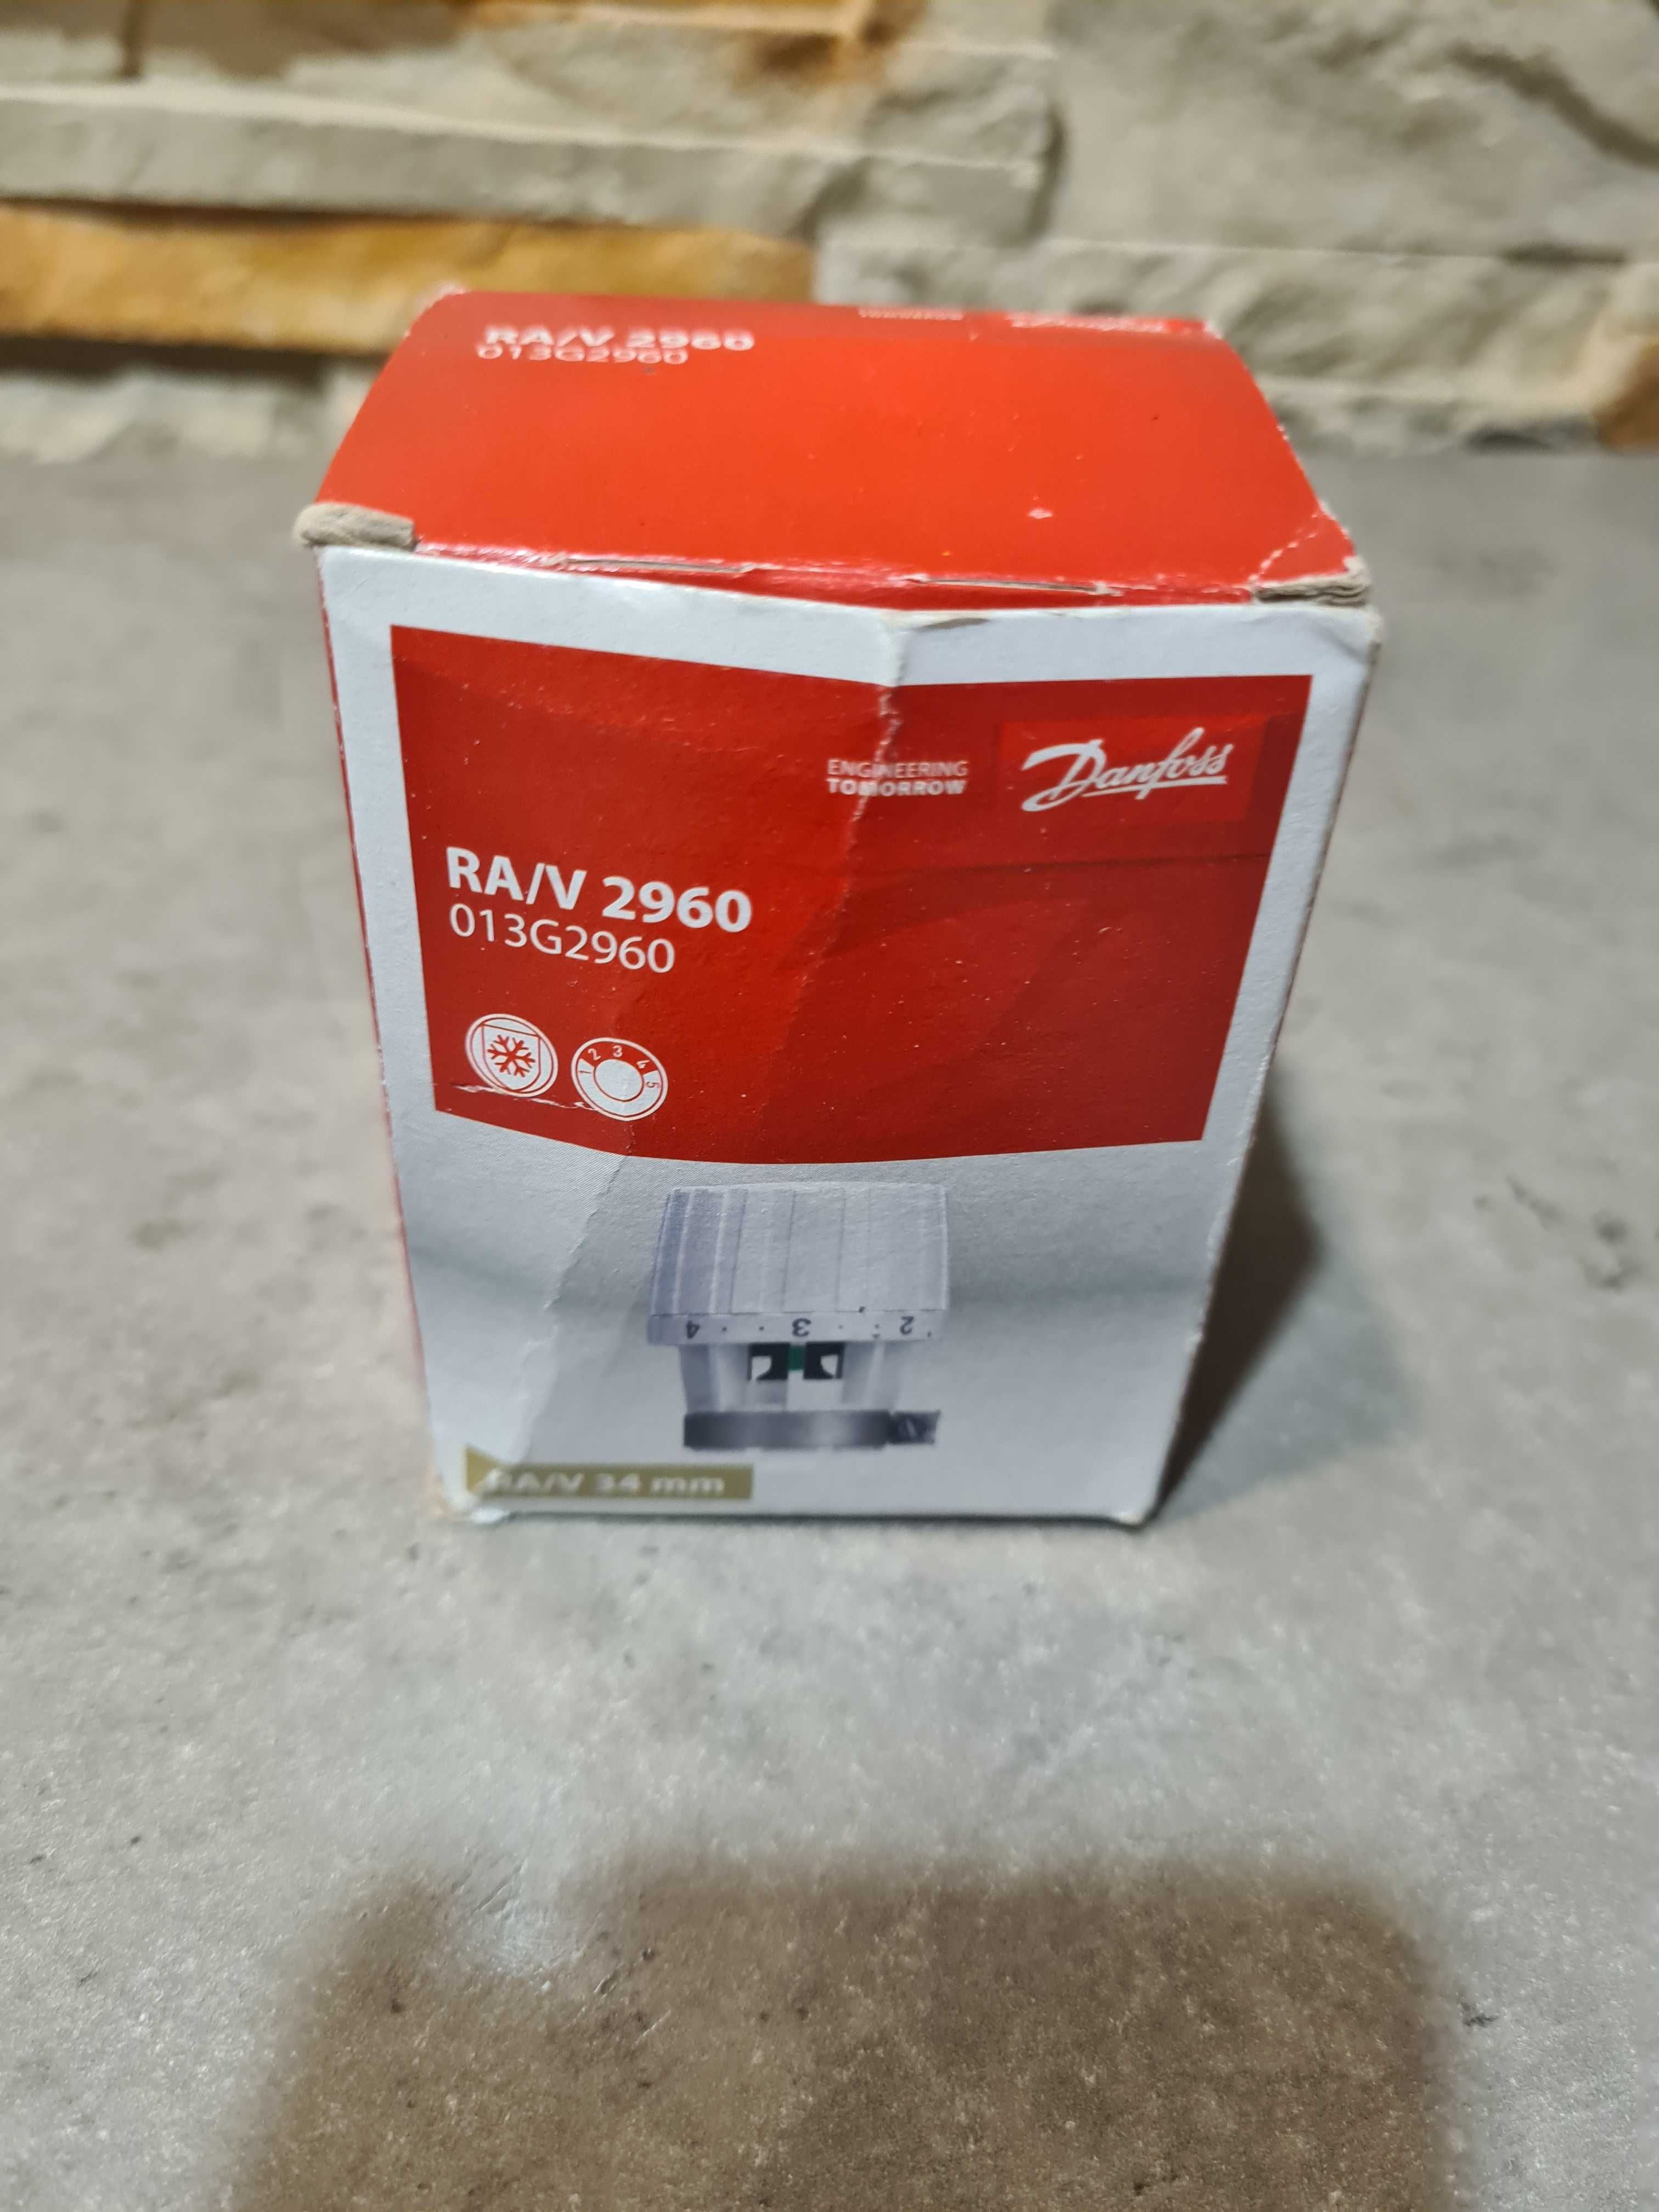 RA/V 2960
013G2960
ENGINEERING
TOMORROW
Danfoss
RA/V 2960
013G2960
1 2 3 4 5
4 3 2
RA/V 34 mm